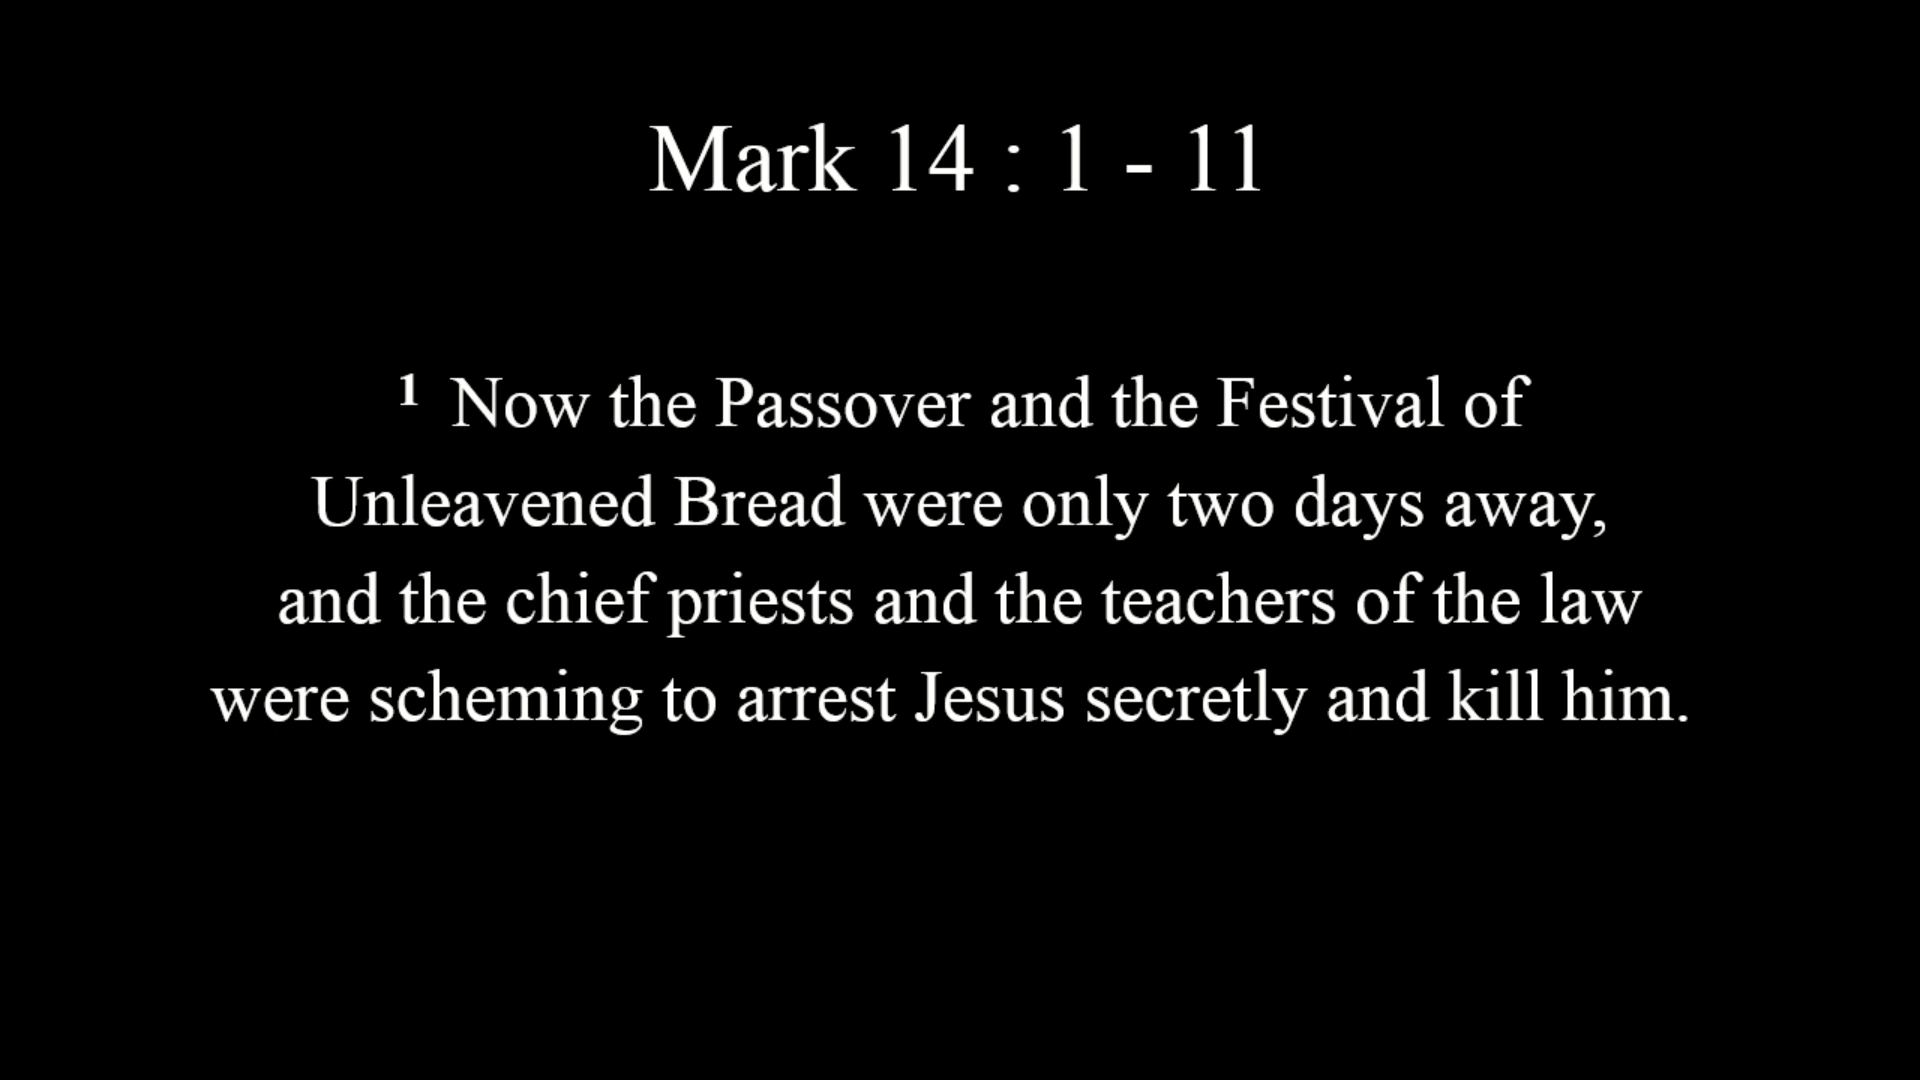 Mark 14 : 1 - 11
¹ Now the Passover and the Festival of
Unleavened Bread were only two days away,
and the chief priests and the teachers of the law
were scheming to arrest Jesus secretly and kill him.